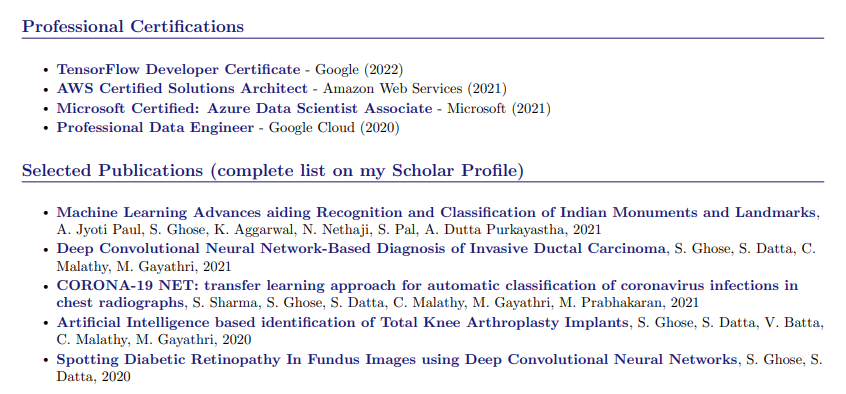 Professional Certifications
• TensorFlow Developer Certificate - Google (2022)
• AWS Certified Solutions Architect - Amazon Web Services (2021)
• Microsoft Certified: Azure Data Scientist Associate - Microsoft (2021)
• Professional Data Engineer - Google Cloud (2020)
Selected Publications (complete list on my Scholar Profile)
• Machine Learning Advances aiding Recognition and Classification of Indian Monuments and Landmarks,
A. Jyoti Paul, S. Ghose, K. Aggarwal, N. Nethaji, S. Pal, A. Dutta Purkayastha, 2021
• Deep Convolutional Neural Network-Based Diagnosis of Invasive Ductal Carcinoma, S. Ghose, S. Datta, C.
Malathy, M. Gayathri, 2021
• CORONA-19 NET: transfer learning approach for automatic classification of coronavirus infections in
chest radiographs, S. Sharma, S. Ghose, S. Datta, C. Malathy, M. Gayathri, M. Prabhakaran, 2021
• Artificial Intelligence based identification of Total Knee Arthroplasty Implants, S. Ghose, S. Datta, V. Batta,
C. Malathy, M. Gayathri, 2020
• Spotting Diabetic Retinopathy In Fundus Images using Deep Convolutional Neural Networks, S. Ghose, S.
Datta, 2020